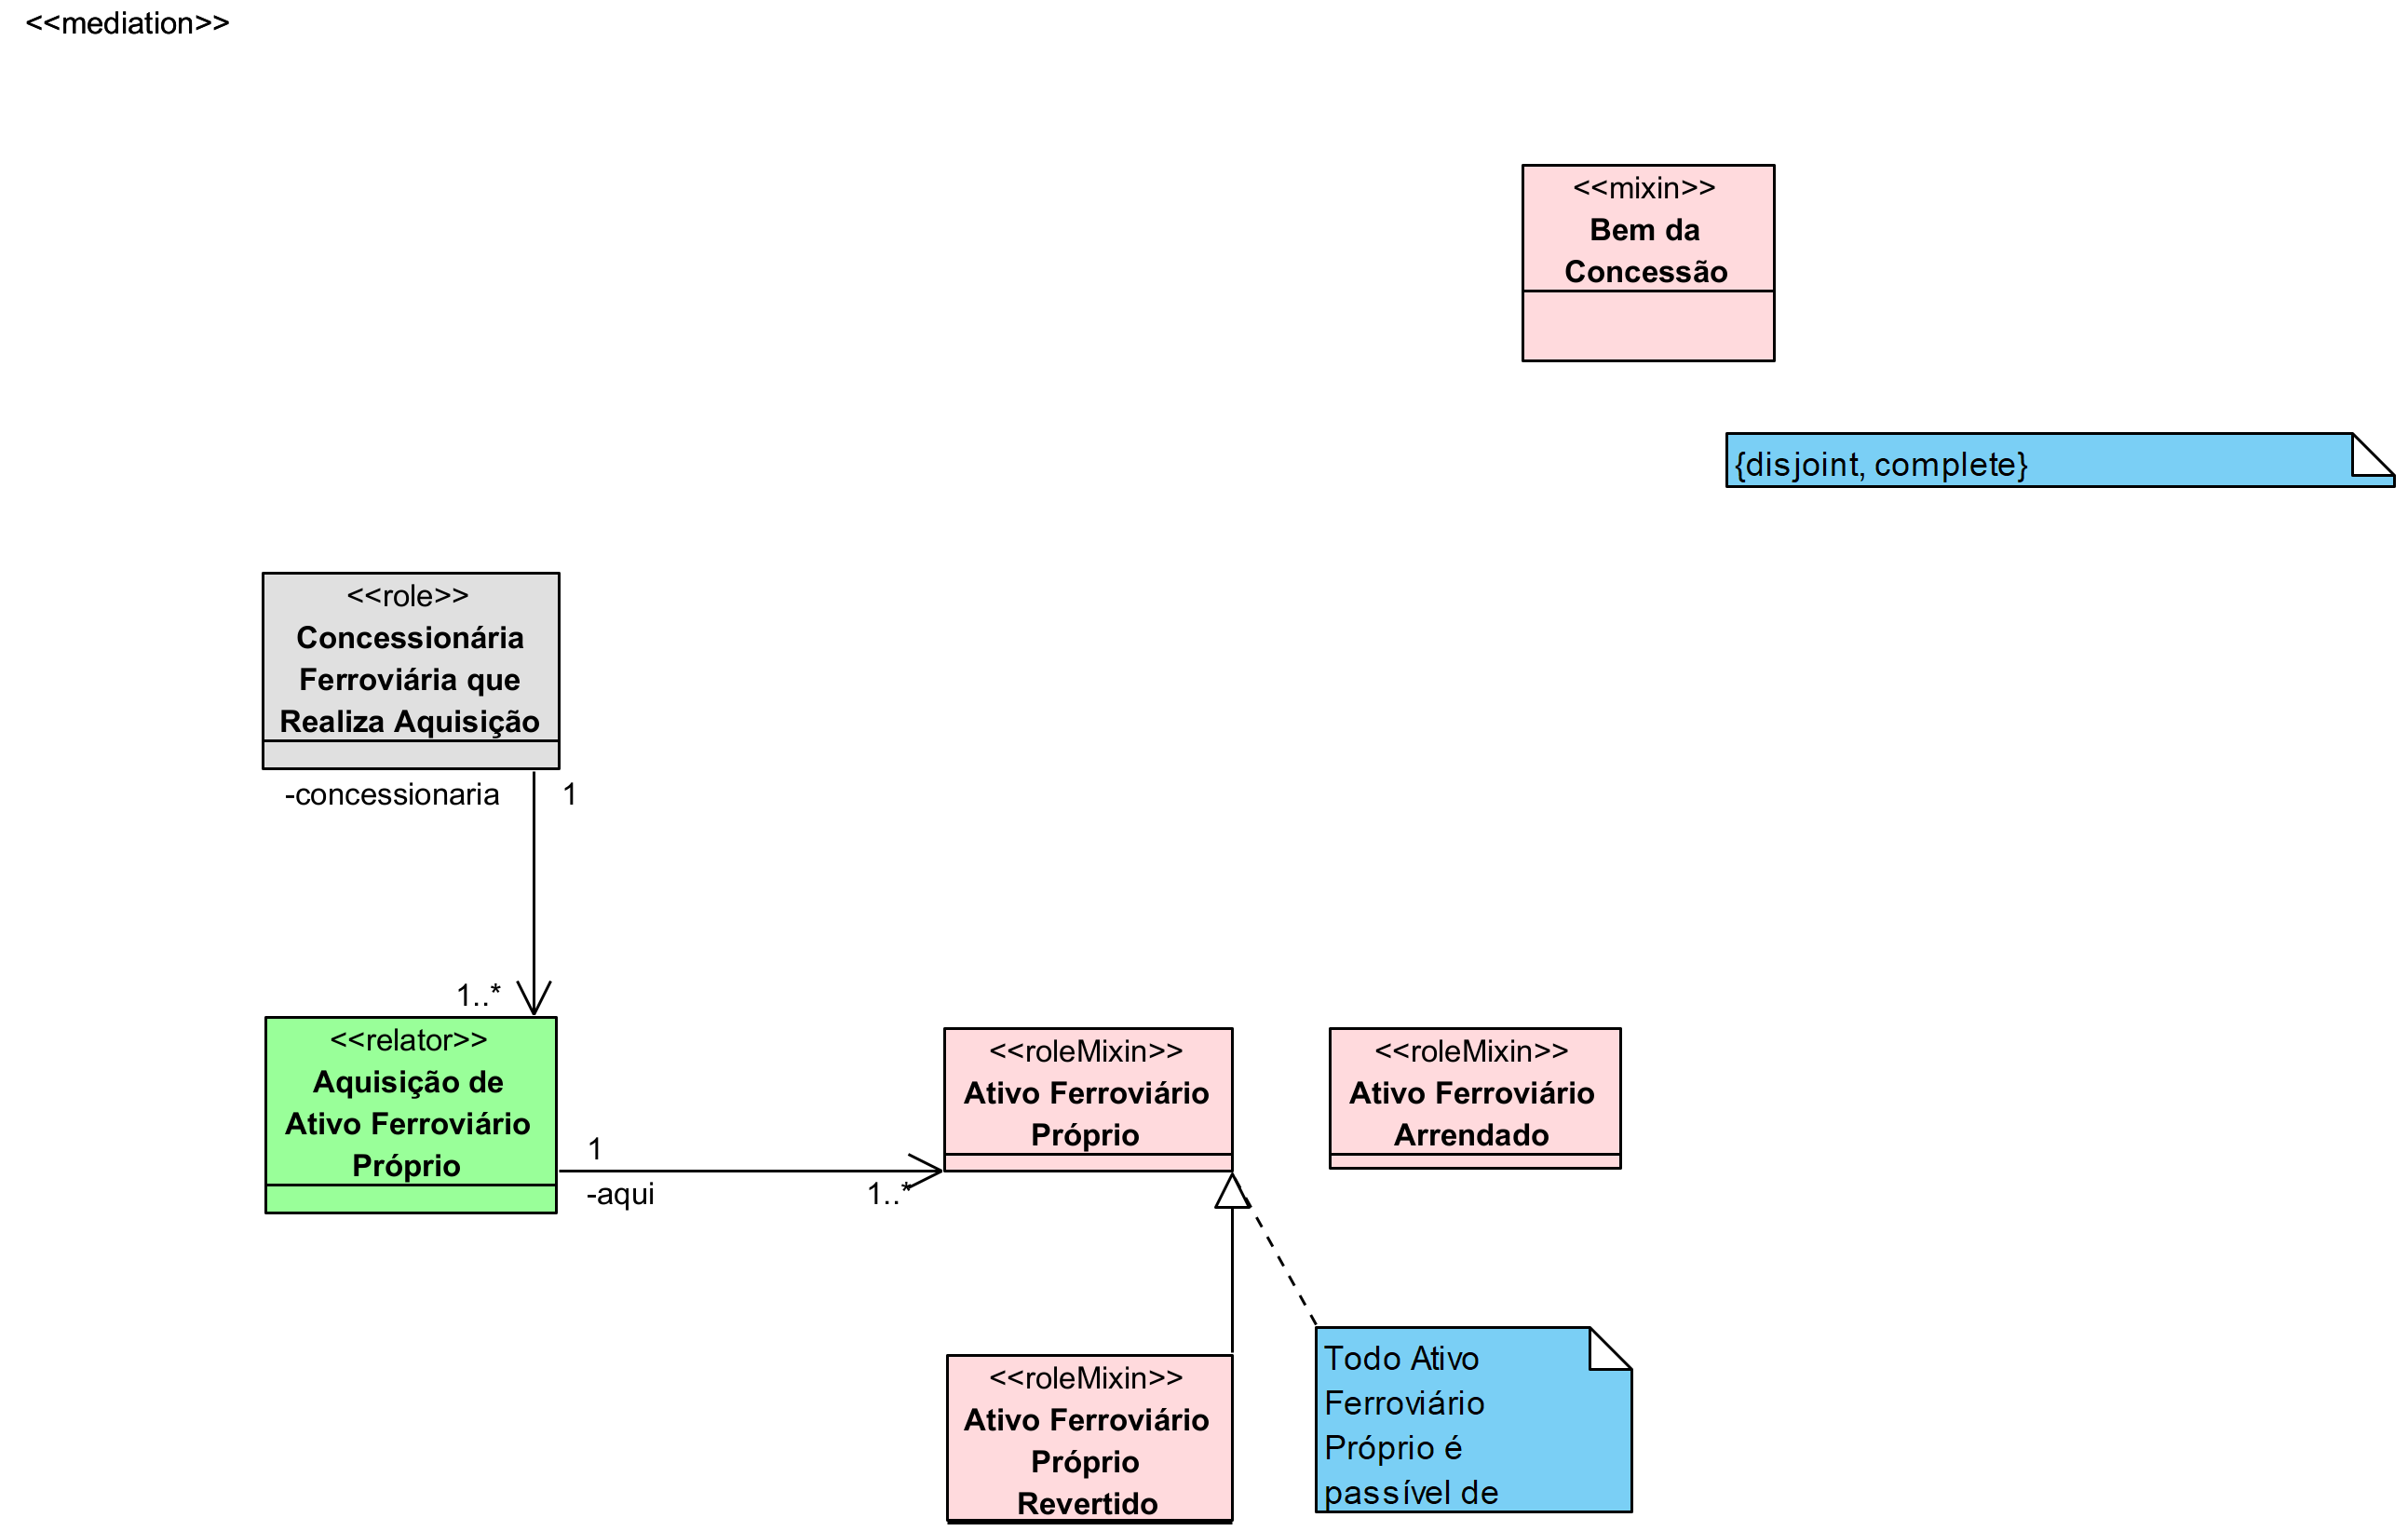 <<mediation>>
<<mixin>>
Bem da
Concessão
{disjoint, complete}
<<role>>
Concessionária
Ferroviária que
Realiza Aquisição
-concessionaria
1
1..*
<<relator>>
Aquisição de
Ativo Ferroviário
Próprio
1
-aqui
1..*
<<roleMixin>>
Ativo Ferroviário
Próprio
<<roleMixin>>
Ativo Ferroviário
Arrendado
<<roleMixin>>
Ativo Ferroviário
Próprio
Revertido
Todo Ativo
Ferroviário
Próprio é
passível de